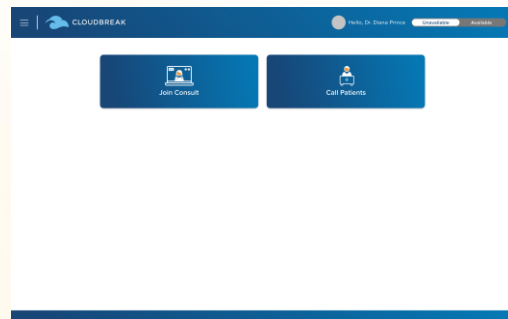 CLOUDBREAK
Hello, Dr. Diane Prince
Unavailable
Available
Join Consult
Call Patients